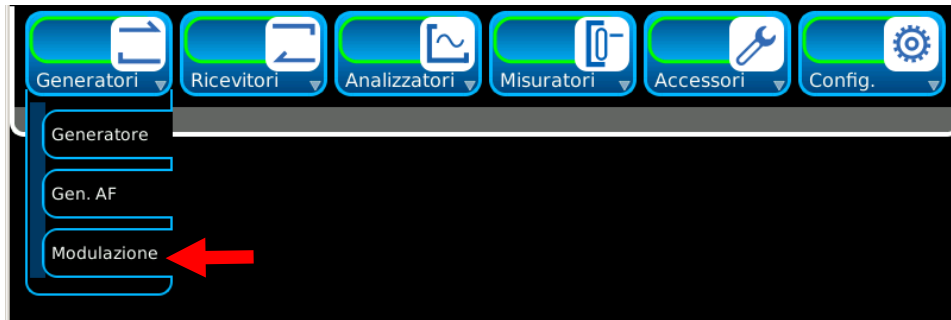 Generatori
Ricevitori
Analizzatori
Misuratori
Accessori
Config.
Generatore
Gen. AF
Modulazione